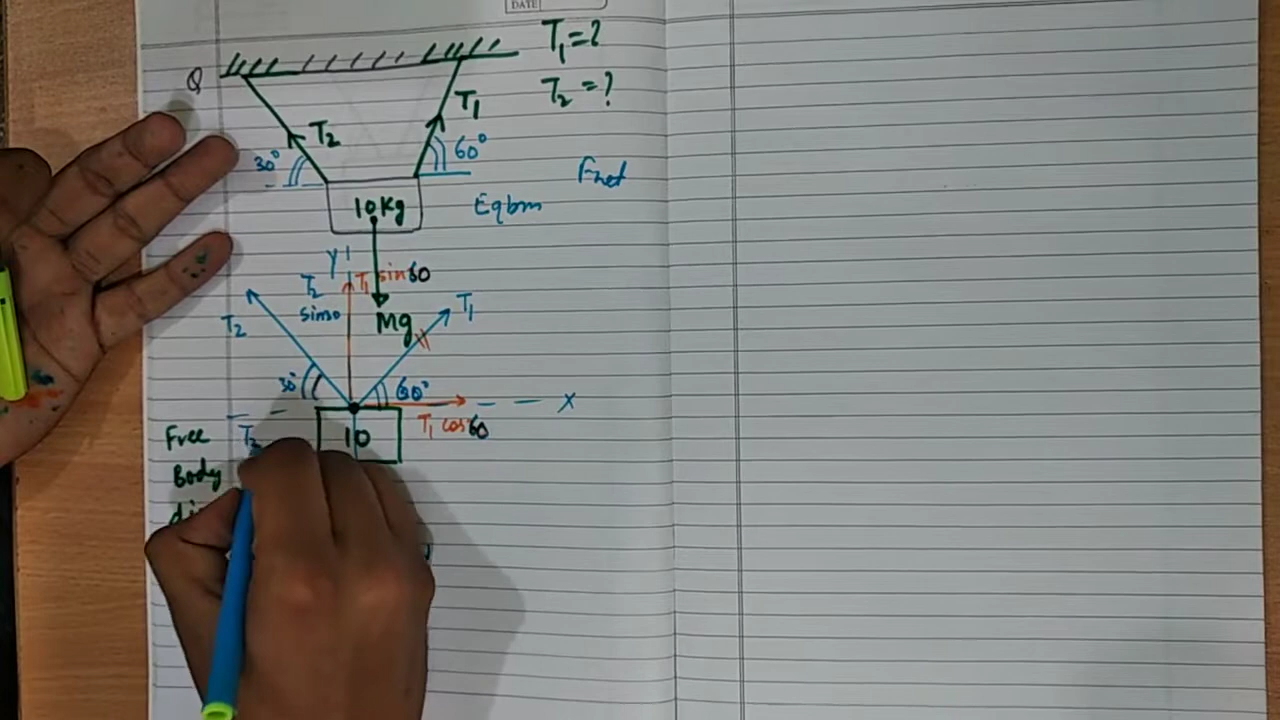 DATE
T₁ = ?
Q
T₂ = ?
T₁
T₂
30°
60°
Fnet
10Kg
Eqbm
y
T₂
T₁ sin60
sin30
T₁
T₂
Mg
30°
60°
x
T₁ cos60
Free
T₂
10
Body